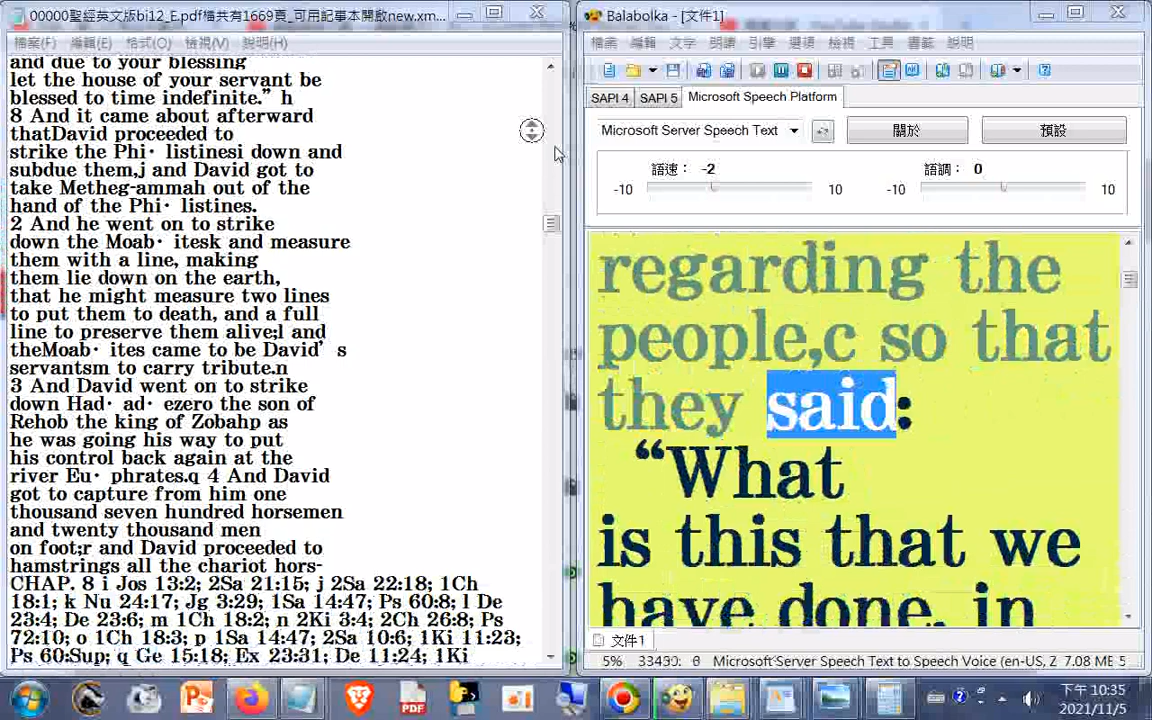 00000聖經英文版bi12_E.pdf檔共有1669頁_可用記事本開啟new.xm...
檔案(F) 編輯(E) 格式(O) 檢視(V) 說明(H)
and due to your blessing
let the house of your servant be
blessed to time indefinite.” h
8 And it came about afterward
thatDavid proceeded to
strike the Phi· listinesi down and
subdue them,j and David got to
take Metheg-ammah out of the
hand of the Phi· listines.
2 And he went on to strike
down the Moab· itesk and measure
them with a line, making
them lie down on the earth,
that he might measure two lines
to put them to death, and a full
line to preserve them alive;l and
theMoab· ites came to be David’ s
servantsm to carry tribute.n
3 And David went on to strike
down Had· ad· ezero the son of
Rehob the king of Zobahp as
he was going his way to put
his control back again at the
river Eu· phrates.q 4 And David
got to capture from him one
thousand seven hundred horsemen
and twenty thousand men
on foot;r and David proceeded to
hamstrings all the chariot hors-
CHAP. 8 i Jos 13:2; 2Sa 21:15; j 2Sa 22:18; 1Ch
18:1; k Nu 24:17; Jg 3:29; 1Sa 14:47; Ps 60:8; l De
23:4; De 23:6; m 1Ch 18:2; n 2Ki 3:4; 2Ch 26:8; Ps
72:10; o 1Ch 18:3; p 1Sa 14:47; 2Sa 10:6; 1Ki 11:23;
Ps 60:Sup; q Ge 15:18; Ex 23:31; De 11:24; 1Ki
Balabolka - [文件1]
檔案 編輯 文字 朗讀 引擎 選項 檢視 工具 書籤 說明
SAPI 4 SAPI 5 Microsoft Speech Platform
Microsoft Server Speech Text 關於 預設
語速： -2 語調： 0
-10 10 -10 10
regarding the
people,c so that
they said:
“What
is this that we
have done, in
文件1
5% Microsoft Server Speech Text to Speech Voice (en-US, Z 7.08 MB 5
PDF
下午 10:35
2021/11/5